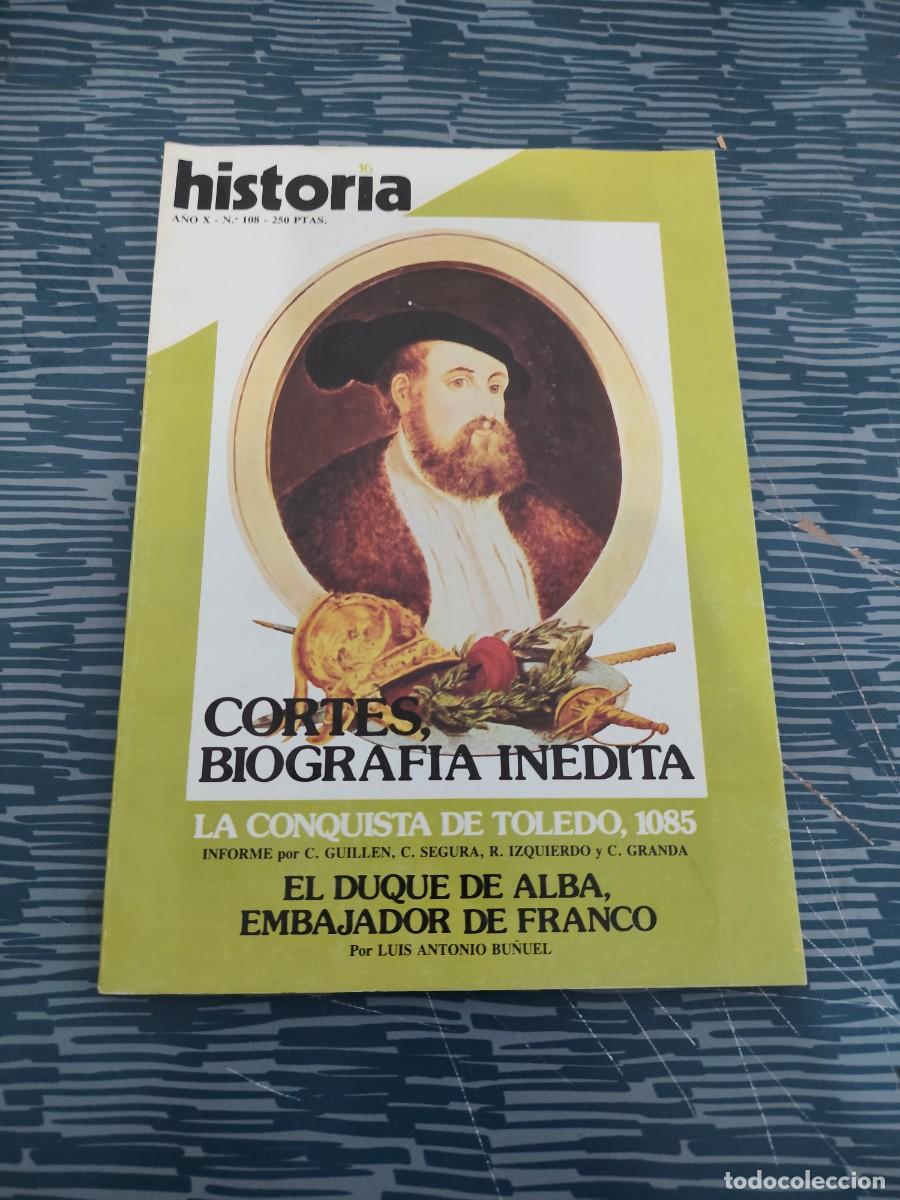 16
historia
AÑO X - N.º 108 - 250 PTAS.
CORTES,
BIOGRAFIA INEDITA
LA CONQUISTA DE TOLEDO, 1085
INFORME por C. GUILLEN, C. SEGURA, R. IZQUIERDO y C. GRANDA
EL DUQUE DE ALBA,
EMBAJADOR DE FRANCO
Por LUIS ANTONIO BUÑUEL
todocoleccion